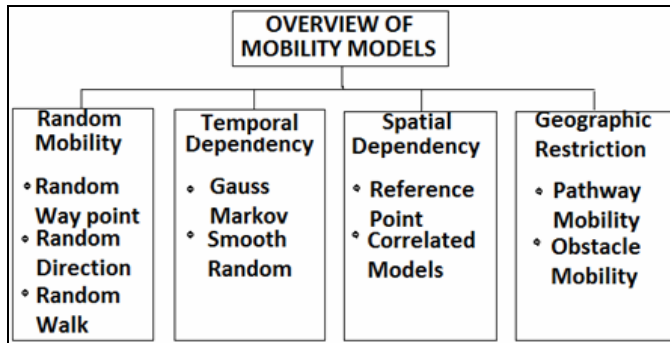 OVERVIEW OF
MOBILITY MODELS
Random
Mobility
Random
Way point
Random
Direction
Random
Walk
Temporal
Dependency
Gauss
Markov
Smooth
Random
Spatial
Dependency
Reference
Point
Correlated
Models
Geographic
Restriction
Pathway
Mobility
Obstacle
Mobility